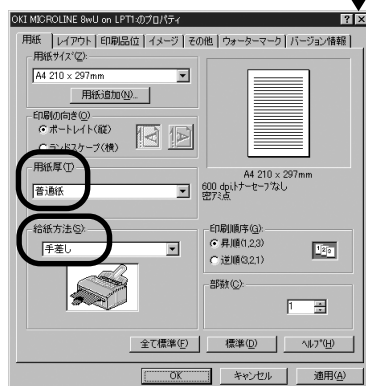 OKI MICROLINE 8wU on LPT1:のプロパティ
用紙 レイアウト 印刷品位 イメージ その他 ウォーターマーク バージョン情報
用紙サイズ(Z):
A4 210 x 297mm
用紙追加(N)...
印刷の向き(O)
ポートレイト(縦)
ランドスケープ(横)
用紙厚(T)
普通紙
給紙方法(S):
手差し
A4 210 x 297mm
600 dpi,トナーセーブなし
密アミ点
印刷順序(G):
昇順(1,2,3)
逆順(3,2,1)
部数(C):
1
全て標準(F) 標準(D) ヘルプ(H)
OK キャンセル 適用(A)